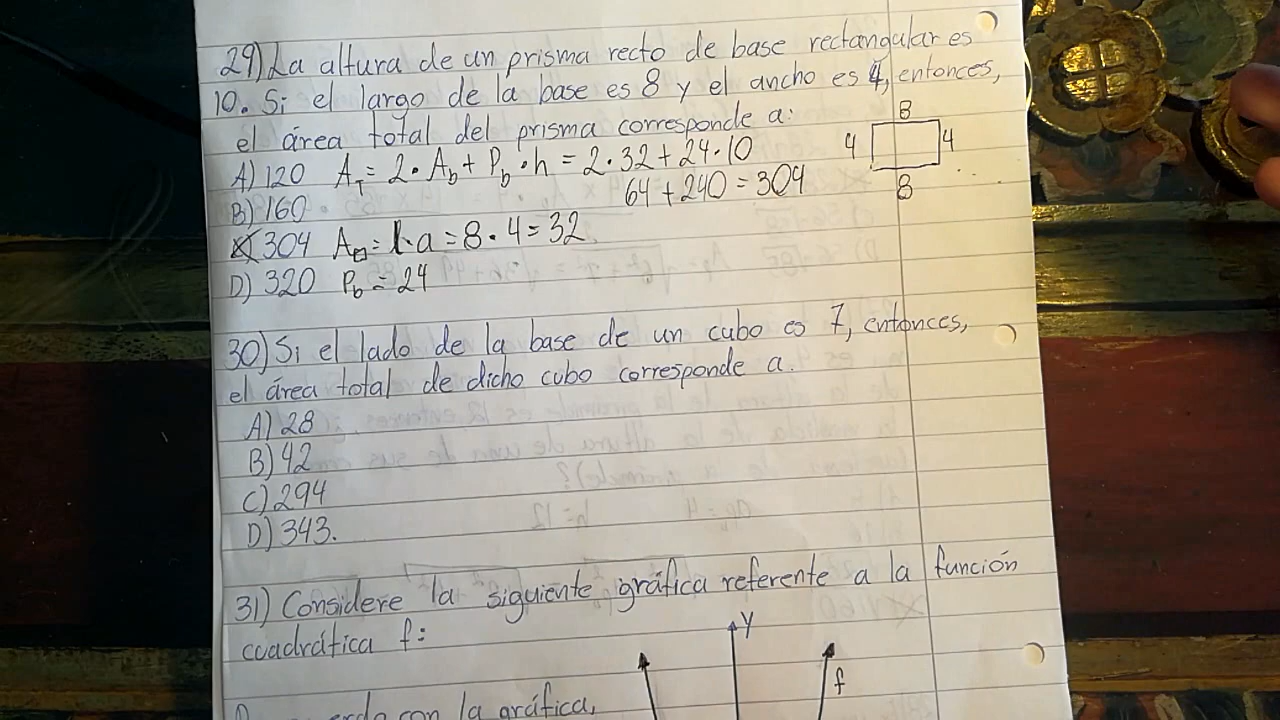 29) La altura de un prisma recto de base rectangular es
10. Si el largo de la base es 8 y el ancho es 4, entonces,
el área total del prisma corresponde a:
8
4 4
8
A) 120 A_T = 2 · A_b + P_b · h = 2 · 32 + 24 · 10
64 + 240 = 304
B) 160
C) 304 A▭ = l · a = 8 · 4 = 32
D) 320 P_b = 24
30) Si el lado de la base de un cubo es 7, entonces,
el área total de dicho cubo corresponde a.
A) 28
B) 42
C) 294
D) 343.
31) Considere la siguiente gráfica referente a la función
cuadrática f:
y
f
con la gráfica,